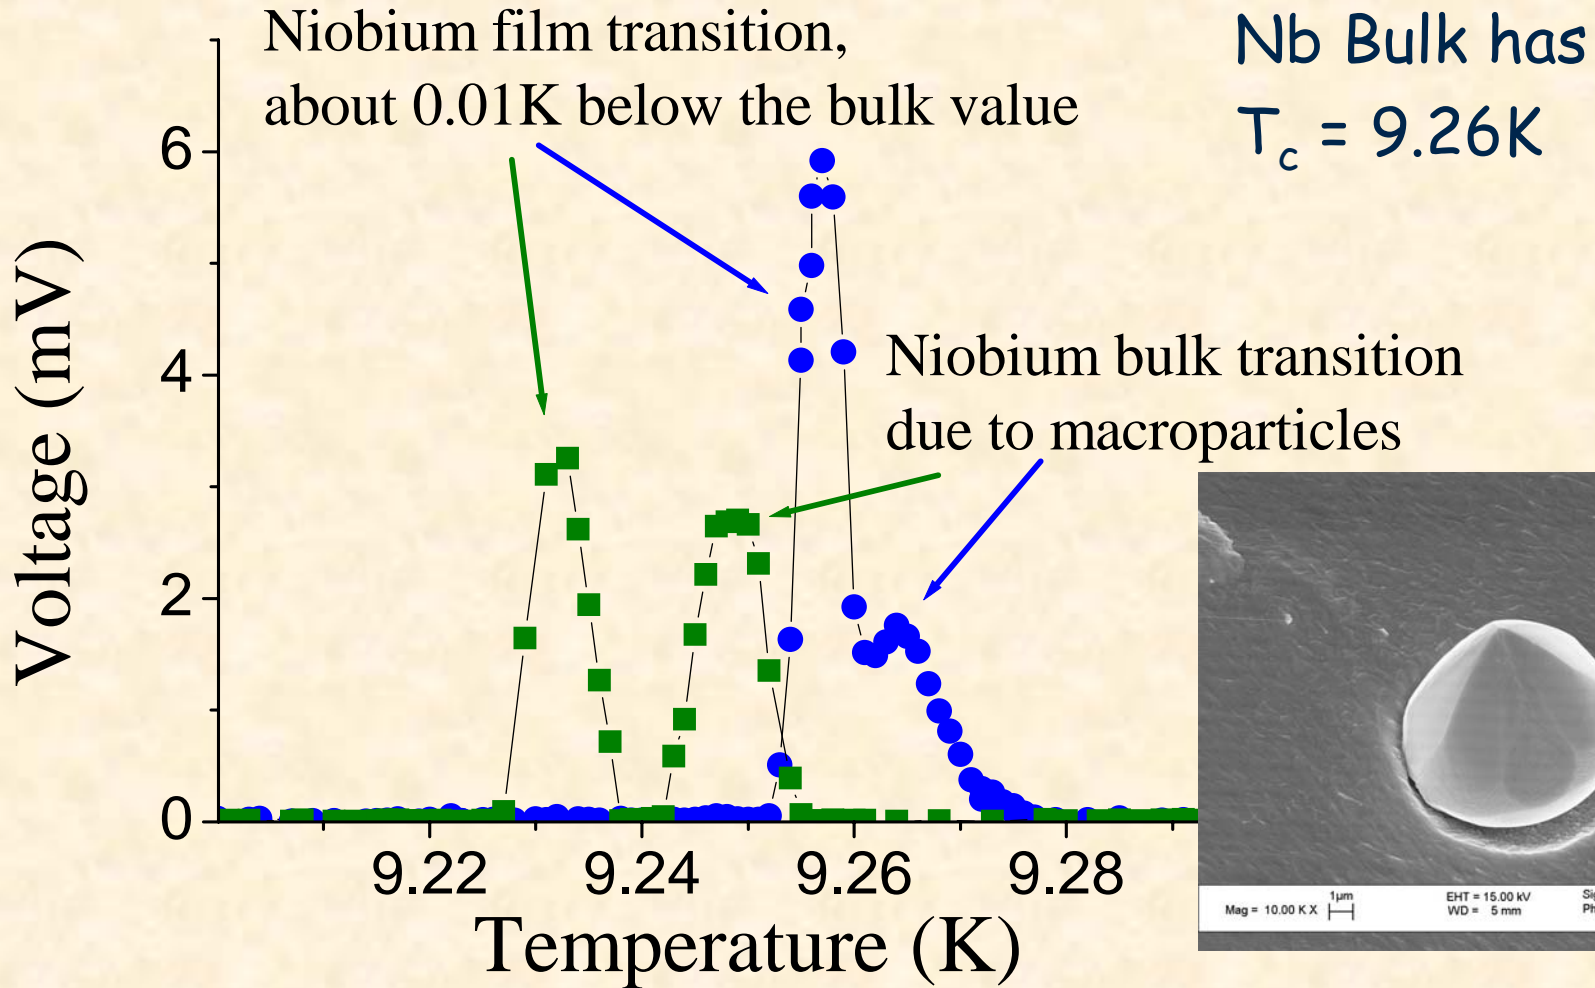 Niobium film transition,
about 0.01K below the bulk value
Nb Bulk has
T_c = 9.26K
Voltage (mV)
6
4
2
0
Niobium bulk transition
due to macroparticles
9.22 9.24 9.26 9.28
Temperature (K)
Mag = 10.00 K X
1µm
EHT = 15.00 kV
WD = 5 mm